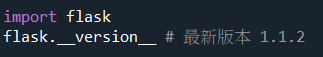 import flask
flask.__version__ # 最新版本 1.1.2